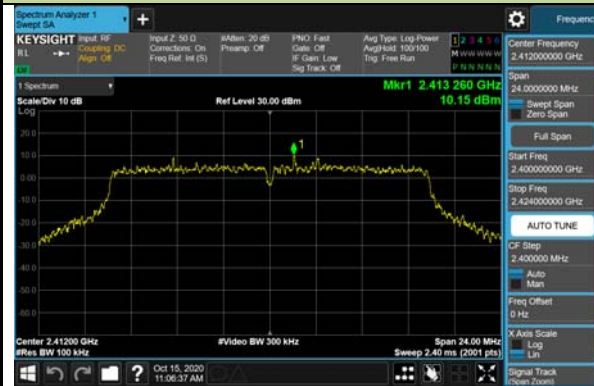 Spectrum Analyzer 1
Swept SA
+
Frequenc
KEYSIGHT
RL
Input: RF
Coupling: DC
Align: Off
Input Z: 50 Ω
Corrections: On
Freq Ref: Int (S)
#Atten: 20 dB
Preamp: Off
PNO: Fast
Gate: Off
IF Gain: Low
Sig Track: Off
Avg Type: Log-Power
Avg|Hold: 100/100
Trig: Free Run
1 2 3 4 5 6
M W W W W W
P N N N N N
1 Spectrum
Scale/Div 10 dB
Log
Ref Level 30.00 dBm
Mkr1 2.413 260 GHz
10.15 dBm
1
20.0
10.0
0.00
-10.0
-20.0
-30.0
-40.0
-50.0
-60.0
Center 2.41200 GHz
#Res BW 100 kHz
#Video BW 300 kHz
Span 24.00 MHz
Sweep 2.40 ms (2001 pts)
Center Frequency
2.412000000 GHz
Span
24.0000000 MHz
Swept Span
Zero Span
Full Span
Start Freq
2.400000000 GHz
Stop Freq
2.424000000 GHz
AUTO TUNE
CF Step
2.400000 MHz
Auto
Man
Freq Offset
0 Hz
X Axis Scale
Log
Lin
Signal Track
(Span Zoom)
?
Oct 15, 2020
11:06:37 AM